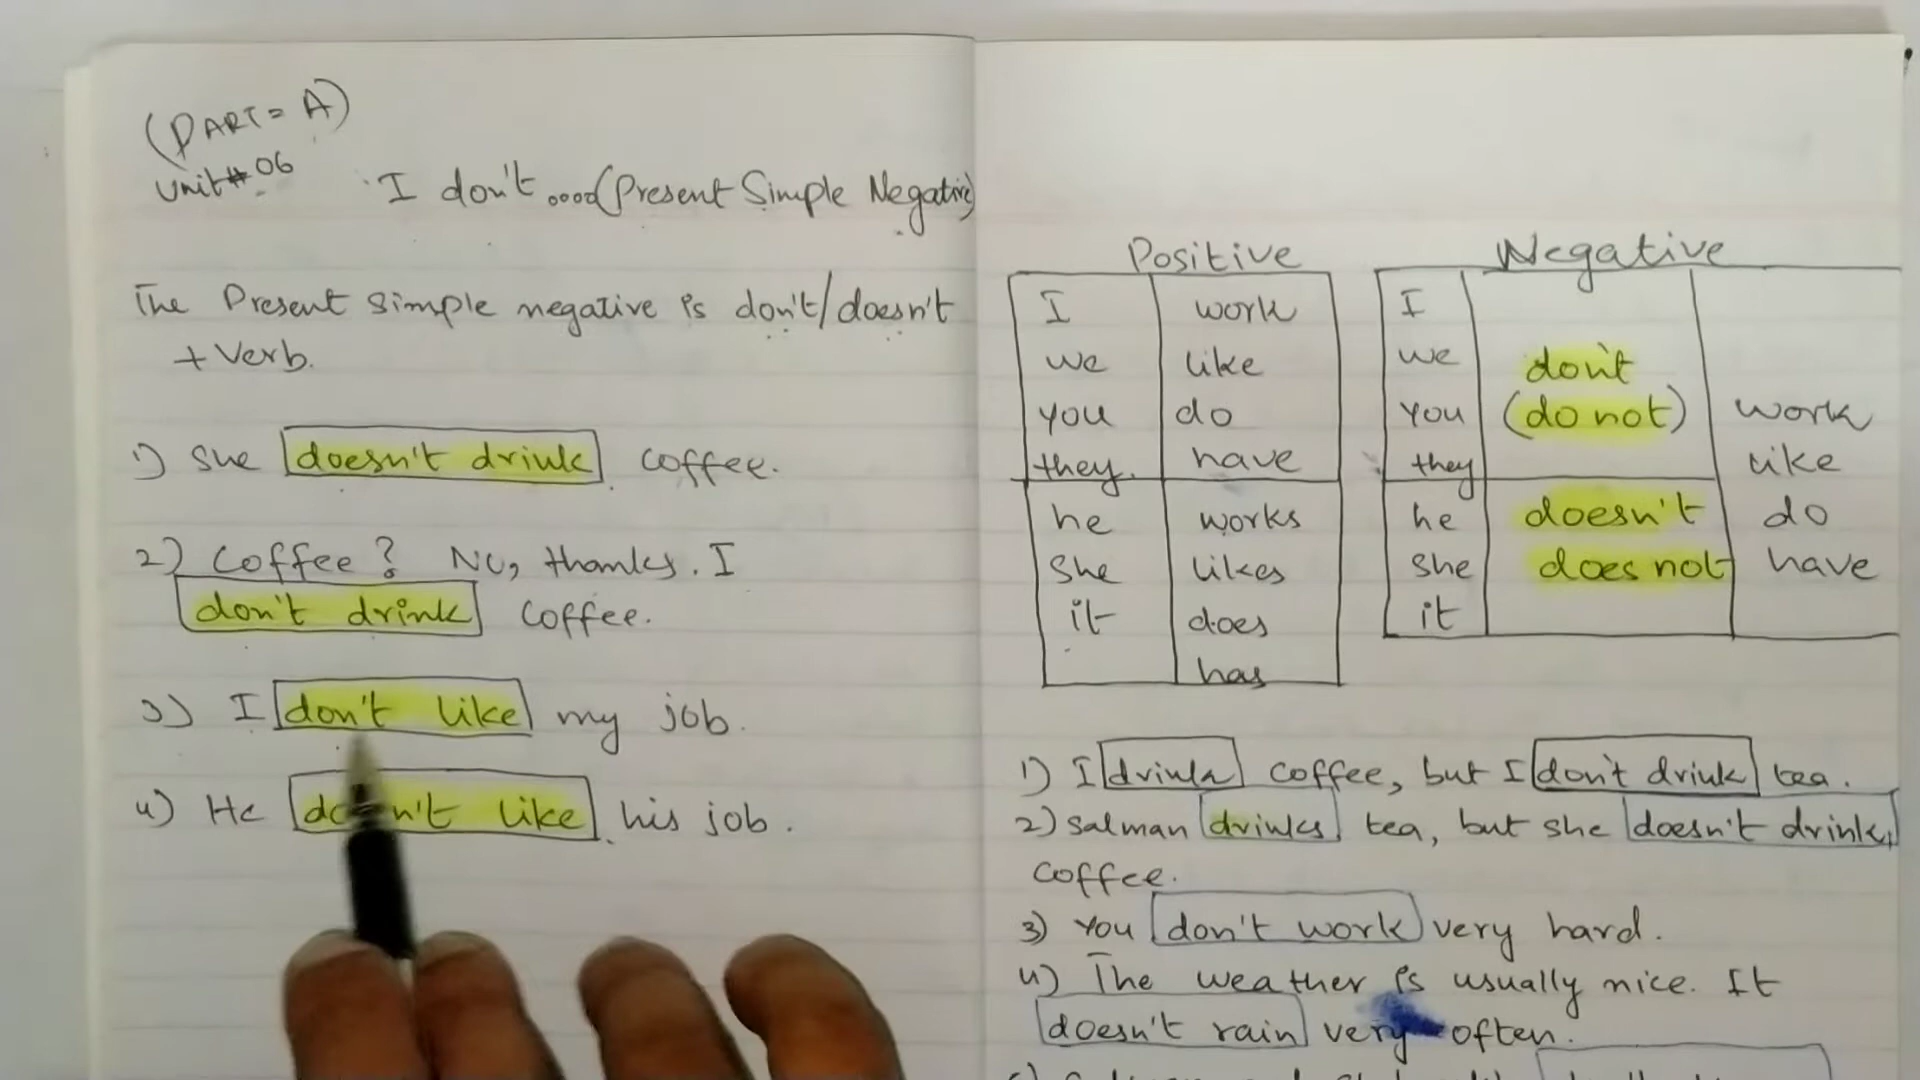 (PART= A)
Unit# 06
I don't ....(Present Simple Negative)
The Present simple negative is don't/doesn't
+ Verb.
1) She doesn't drink coffee.
2) Coffee? No, thanks. I
don't drink coffee.
3) I don't like my job.
4) He doesn't like his job.
Positive
I work
we like
you do
they. have
he works
She likes
it does
has
Negative
I
we don't
You (do not) work
they like
he doesn't do
she does not have
it
1) I drink coffee, but I don't drink tea.
2) Salman drinks tea, but she doesn't drink
coffee.
3) You don't work very hard.
4) The weather is usually nice. It
doesn't rain very often.